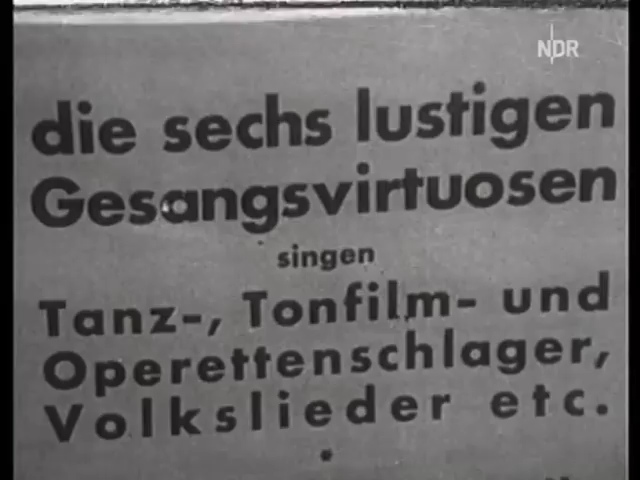 NDR
die sechs lustigen
Gesangsvirtuosen
singen
Tanz-, Tonfilm- und
Operettenschlager,
Volkslieder etc.